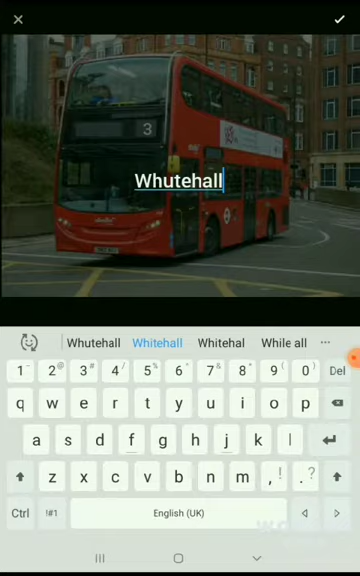 3
Whutehall
Whutehall Whitehall Whitehal While all ...
1 2@ 3# 4/ 5% 6^ 7& 8* 9( 0) Del
q w e r t y u i o p
a s d f g h j k l
z x c v b n m ,! .?
Ctrl !#1 English (UK)